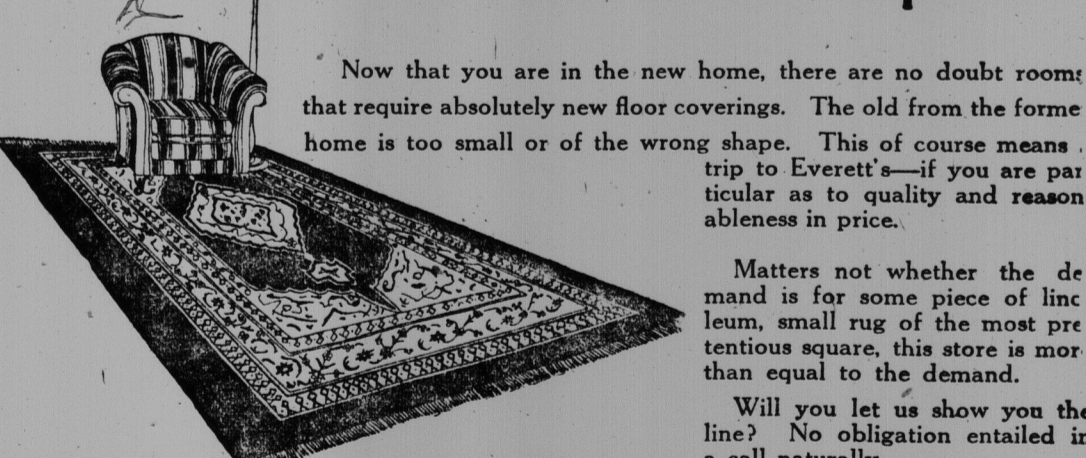 Now that you are in the new home, there are no doubt rooms
that require absolutely new floor coverings. The old from the forme
home is too small or of the wrong shape. This of course means
trip to Everett's—if you are par
ticular as to quality and reason
ableness in price.
Matters not whether the de
mand is for some piece of lino
leum, small rug of the most pre
tentious square, this store is mor
than equal to the demand.
Will you let us show you the
line? No obligation entailed in
a call naturally